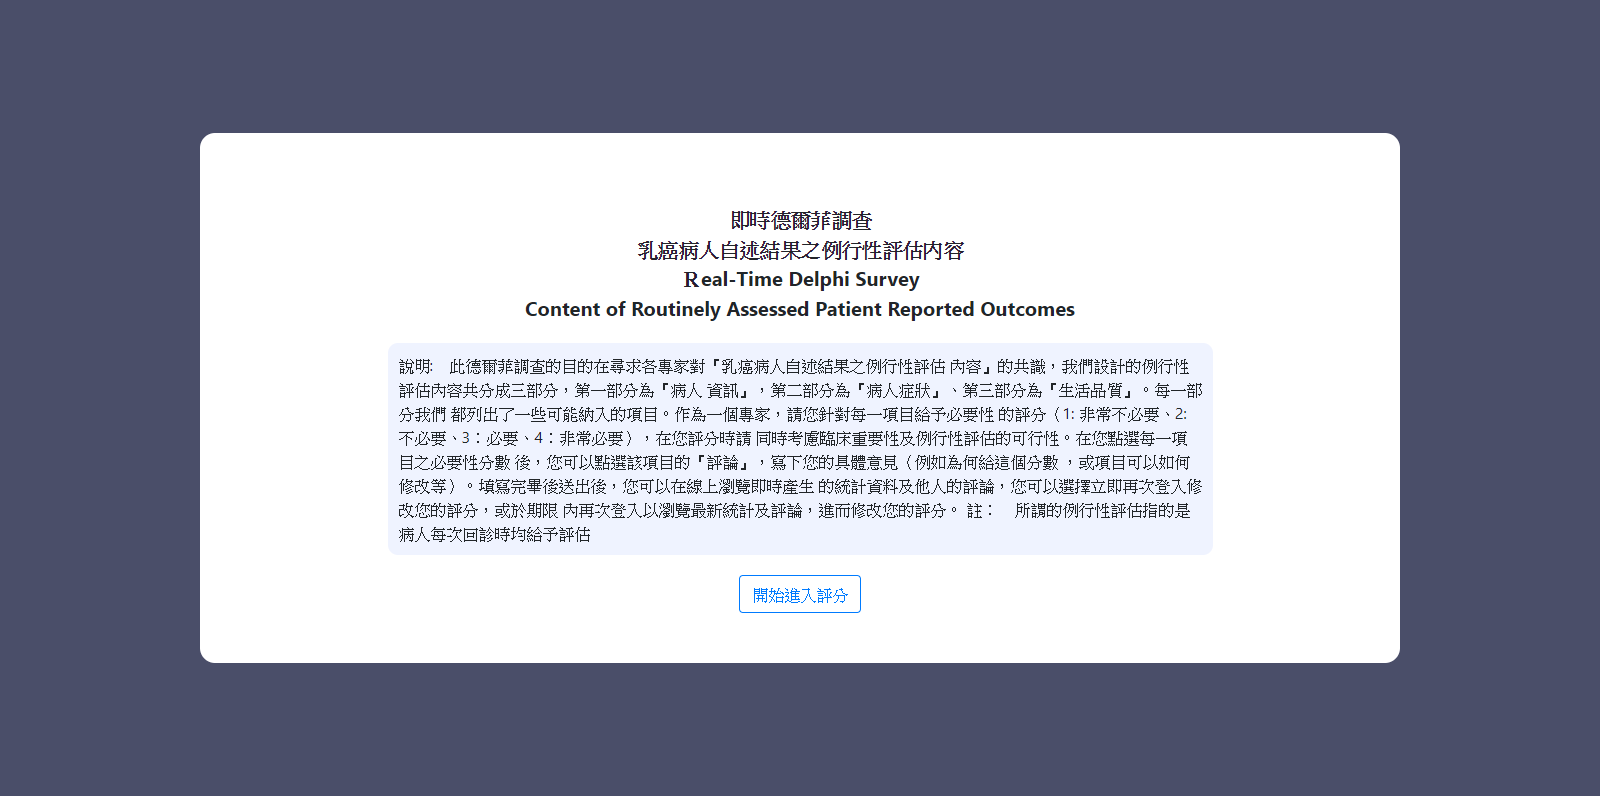 即時德爾菲調查
乳癌病人自述結果之例行性評估內容
Real-Time Delphi Survey
Content of Routinely Assessed Patient Reported Outcomes
說明:　此德爾菲調查的目的在尋求各專家對『乳癌病人自述結果之例行性評估 內容』的共識，我們設計的例行性
評估內容共分成三部分，第一部分為『病人 資訊』，第二部分為『病人症狀』、第三部分為『生活品質』。每一部
分我們 都列出了一些可能納入的項目。作為一個專家，請您針對每一項目給予必要性 的評分（1: 非常不必要、2:
不必要、3：必要、4：非常必要），在您評分時請 同時考慮臨床重要性及例行性評估的可行性。在您點選每一項
目之必要性分數 後，您可以點選該項目的『評論』，寫下您的具體意見（例如為何給這個分數 ，或項目可以如何
修改等）。填寫完畢後送出後，您可以在線上瀏覽即時產生 的統計資料及他人的評論，您可以選擇立即再次登入修
改您的評分，或於期限 內再次登入以瀏覽最新統計及評論，進而修改您的評分。 註：　所謂的例行性評估指的是
病人每次回診時均給予評估
開始進入評分